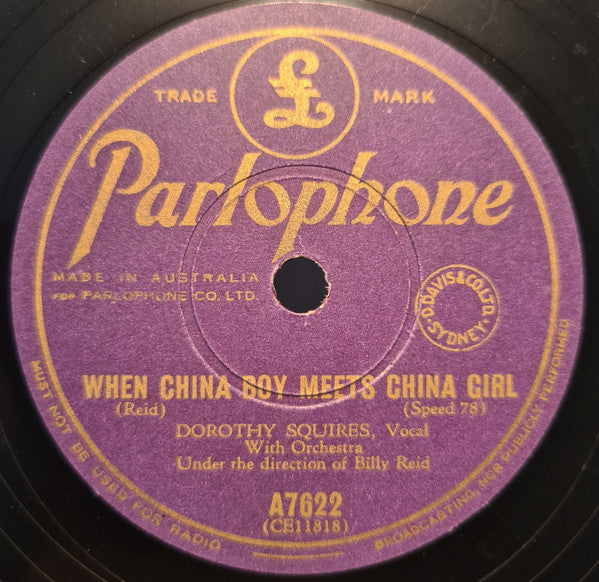 £
TRADE MARK
Parlophone
MADE IN AUSTRALIA
FOR PARLOPHONE CO. LTD.
D.DAVIS & CO. LTD. SYDNEY.
WHEN CHINA BOY MEETS CHINA GIRL
(Reid) (Speed 78)
DOROTHY SQUIRES, Vocal
With Orchestra
Under the direction of Billy Reid
A7622
(CE11818)
MUST NOT BE USED FOR RADIO BROADCASTING, NOR PUBLICLY PERFORMED